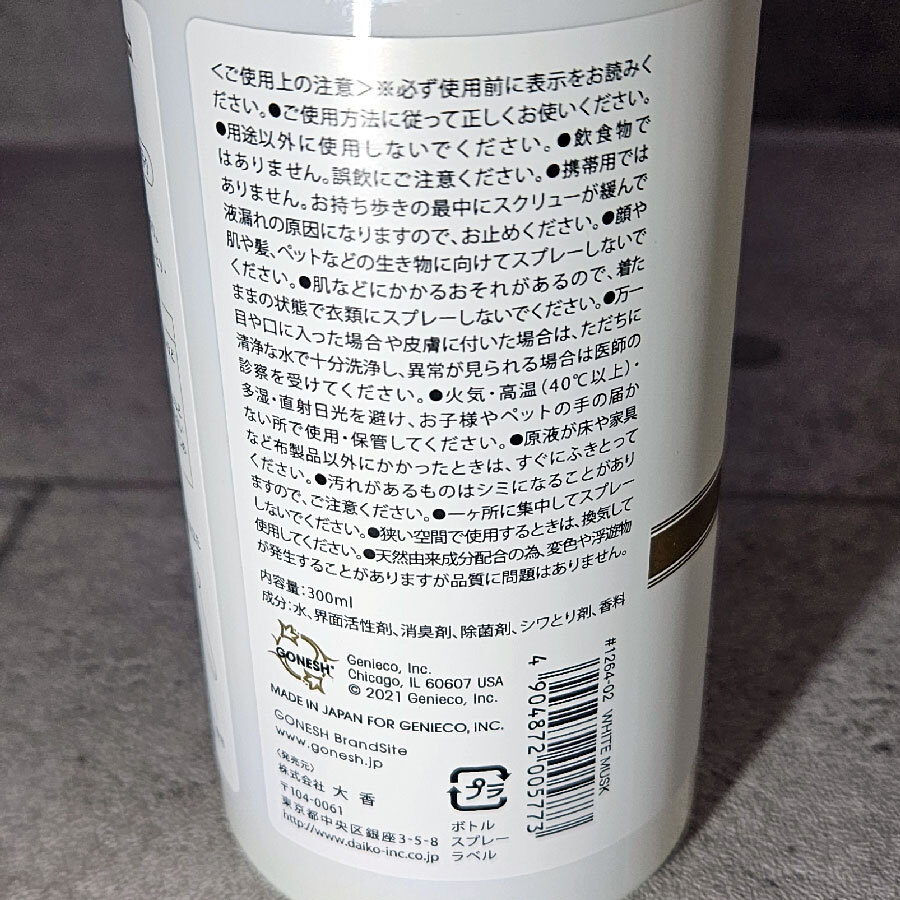 ＜ご使用上の注意＞※必ず使用前に表示をお読みく
ださい。●ご使用方法に従って正しくお使いください。
●用途以外に使用しないでください。●飲食物で
はありません。誤飲にご注意ください。●携帯用では
ありません。お持ち歩きの最中にスクリューが緩んで
液漏れの原因になりますので、お止めください。●顔や
肌や髪、ペットなどの生き物に向けてスプレーしないで
ください。●肌などにかかるおそれがあるので、着た
ままの状態で衣類にスプレーしないでください。●万一
目や口に入った場合や皮膚に付いた場合は、ただちに
清浄な水で十分洗浄し、異常が見られる場合は医師の
診察を受けてください。●火気・高温（40℃以上）・
多湿・直射日光を避け、お子様やペットの手の届か
ない所で使用・保管してください。●原液が床や家具
など布製品以外にかかったときは、すぐにふきとって
ください。●汚れがあるものはシミになることがあり
ますので、ご注意ください。●一ヶ所に集中してスプレー
しないでください。●狭い空間で使用するときは、換気して
使用してください。●天然由来成分配合の為、変色や浮遊物
が発生することがありますが品質に問題はありません。
内容量：300ml
成分：水、界面活性剤、消臭剤、除菌剤、シワとり剤、香料
GONESH®
Genieco, Inc.
Chicago, IL 60607 USA
© 2021 Genieco, Inc.
MADE IN JAPAN FOR GENIECO, INC.
GONESH BrandSite
www.gonesh.jp
〈発売元〉
株式会社 大香
〒104-0061
東京都中央区銀座3-5-8
http://www.daiko-inc.co.jp
プラ
ボトル
スプレー
ラベル
4 904872 005773
#1264-02 WHITE MUSK